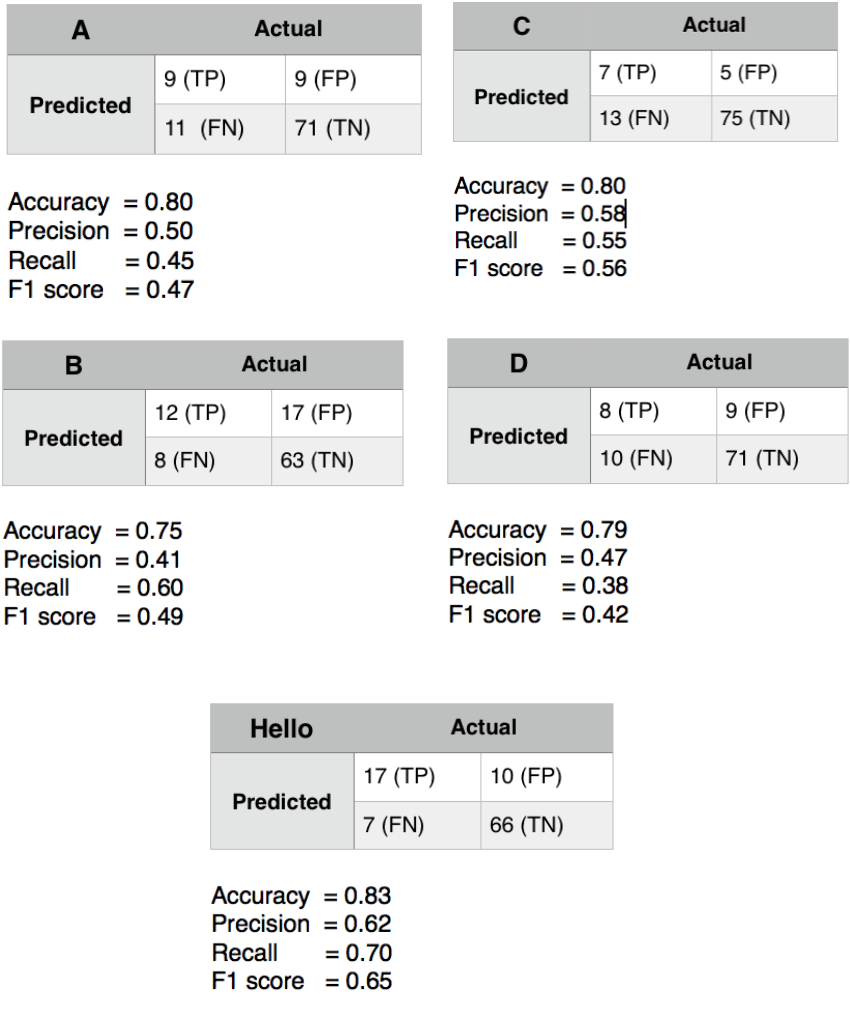 A Actual
Predicted
9 (TP) 9 (FP)
11 (FN) 71 (TN)
Accuracy = 0.80
Precision = 0.50
Recall = 0.45
F1 score = 0.47
C Actual
Predicted
7 (TP) 5 (FP)
13 (FN) 75 (TN)
Accuracy = 0.80
Precision = 0.58
Recall = 0.55
F1 score = 0.56
B Actual
Predicted
12 (TP) 17 (FP)
8 (FN) 63 (TN)
Accuracy = 0.75
Precision = 0.41
Recall = 0.60
F1 score = 0.49
D Actual
Predicted
8 (TP) 9 (FP)
10 (FN) 71 (TN)
Accuracy = 0.79
Precision = 0.47
Recall = 0.38
F1 score = 0.42
Hello Actual
Predicted
17 (TP) 10 (FP)
7 (FN) 66 (TN)
Accuracy = 0.83
Precision = 0.62
Recall = 0.70
F1 score = 0.65